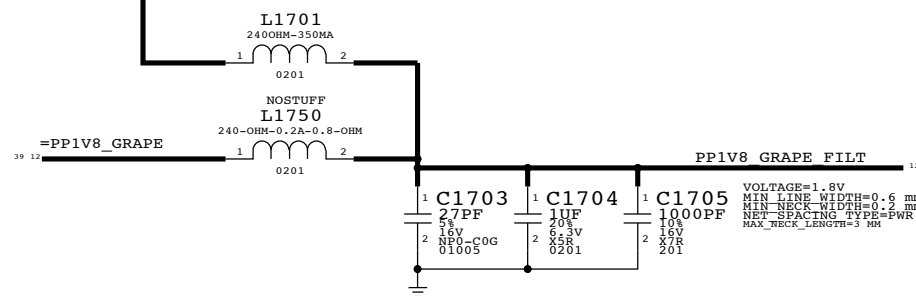 L1701
240OHM-350MA
1 2
0201
NOSTUFF
L1750
240-OHM-0.2A-0.8-OHM
=PP1V8_GRAPE
39 12
1 2
0201
PP1V8_GRAPE_FILT
1 C1703
27PF
5%
16V
2 NP0-C0G
01005
1 C1704
1UF
20%
6.3V
2 X5R
0201
1 C1705
1000PF
10%
16V
2 X7R
201
VOLTAGE=1.8V
MIN_LINE_WIDTH=0.6 mm
MIN_NECK_WIDTH=0.2 mm
NET_SPACING_TYPE=PWR
MAX_NECK_LENGTH=3 MM